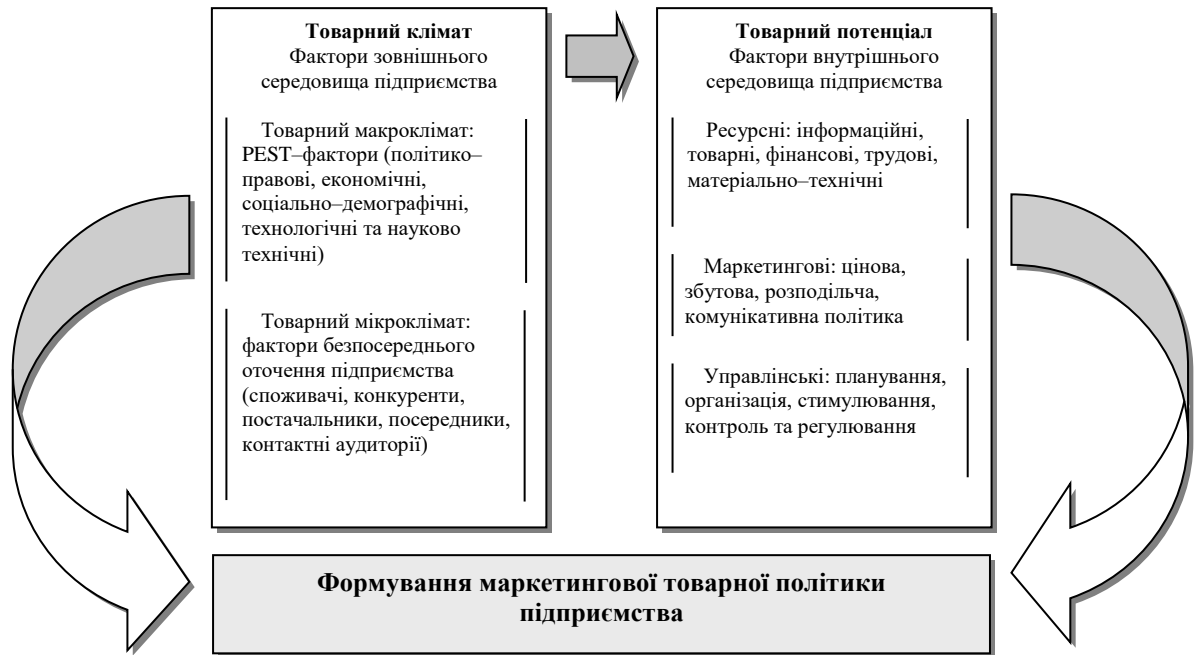 Товарний клімат
Фактори зовнішнього
середовища підприємства
Товарний макроклімат:
PEST–фактори (політико–
правові, економічні,
соціально–демографічні,
технологічні та науково
технічні)
Товарний мікроклімат:
фактори безпосереднього
оточення підприємства
(споживачі, конкуренти,
постачальники, посередники,
контактні аудиторії)
Товарний потенціал
Фактори внутрішнього
середовища підприємства
Ресурсні: інформаційні,
товарні, фінансові, трудові,
матеріально–технічні
Маркетингові: цінова,
збутова, розподільча,
комунікативна політика
Управлінські: планування,
організація, стимулювання,
контроль та регулювання
Формування маркетингової товарної політики
підприємства